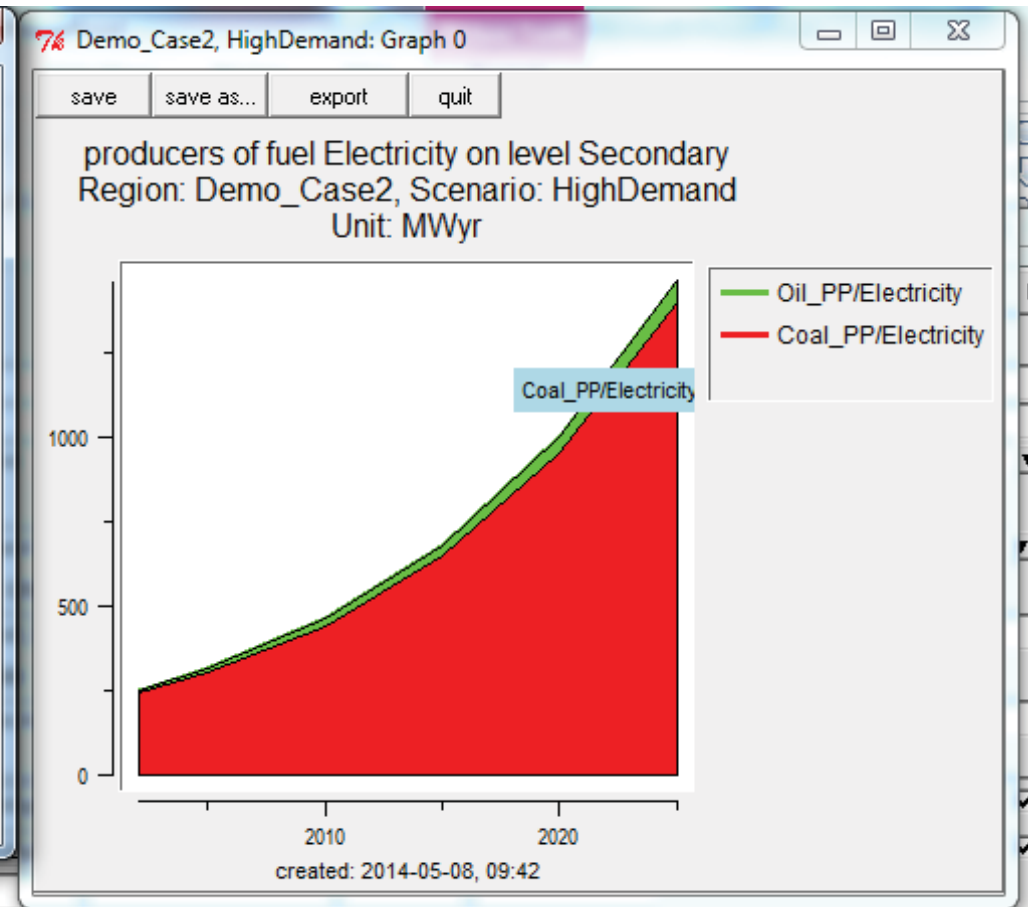 Demo_Case2, HighDemand: Graph 0
save save as... export quit
producers of fuel Electricity on level Secondary
Region: Demo_Case2, Scenario: HighDemand
Unit: MWyr
Oil_PP/Electricity
Coal_PP/Electricity
Coal_PP/Electricity
1000
500
0
2010 2020
created: 2014-05-08, 09:42